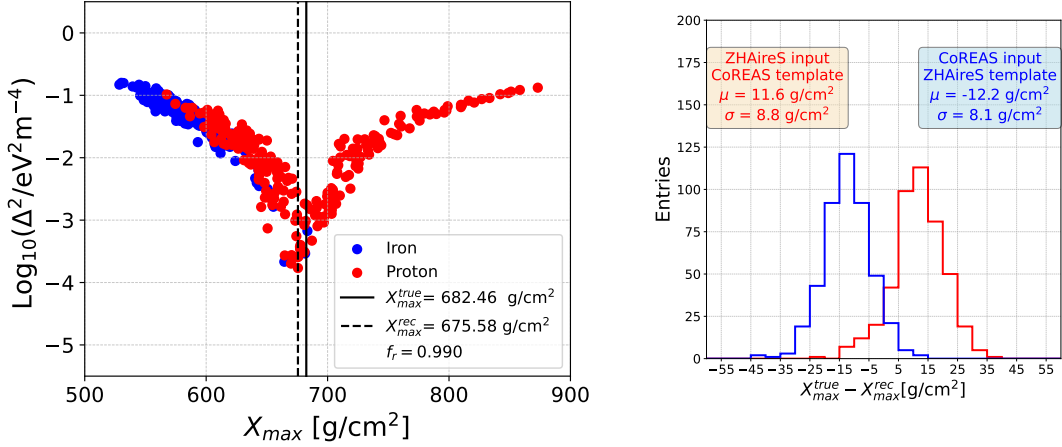 0
−1
−2
−3
−4
−5
Log₁₀(Δ²/eV²m⁻⁴)
500 600 700 800 900
X_max [g/cm²]
Iron
Proton
X_max^true = 682.46 g/cm²
X_max^rec = 675.58 g/cm²
f_r = 0.990
200
175
150
125
100
75
50
25
0
Entries
ZHAireS input
CoREAS template
μ = 11.6 g/cm²
σ = 8.8 g/cm²
CoREAS input
ZHAireS template
μ = -12.2 g/cm²
σ = 8.1 g/cm²
−55 −45 −35 −25 −15 −5 5 15 25 35 45 55
X_max^true − X_max^rec [g/cm²]